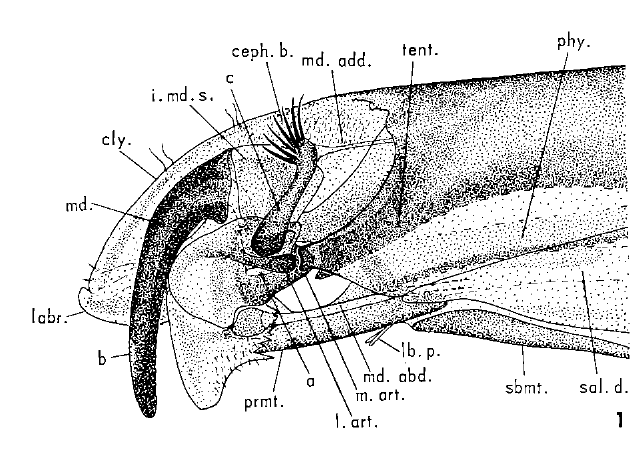 phy.
ceph. b.
md. add.
tent.
c
i. md. s.
cly.
md.
labr.
b
lb. p.
a
md. abd.
sbmt.
sal. d.
prmt.
m. art.
l. art.
1